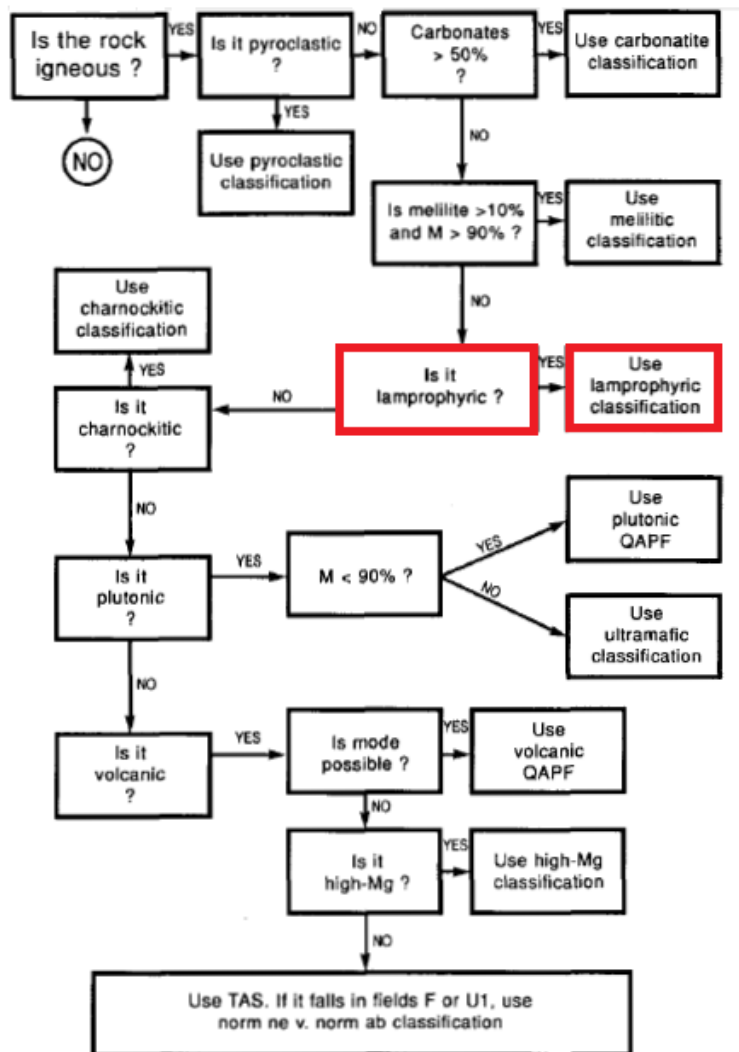 Is the rock
igneous ?
YES
Is it pyroclastic
?
NO
Carbonates
> 50%
?
YES
Use carbonatite
classification
NO
YES
Use pyroclastic
classification
NO
Is melilite >10%
and M > 90% ?
YES
Use
melilitic
classification
NO
Use
charnockitic
classification
YES
Is it
lamprophyric ?
YES
Use
lamprophyric
classification
NO
Is it
charnockitic
?
NO
Is it
plutonic
?
YES
M < 90% ?
YES
Use
plutonic
QAPF
NO
Use
ultramafic
classification
NO
Is it
volcanic
?
YES
Is mode
possible ?
YES
Use
volcanic
QAPF
NO
Is it
high-Mg ?
YES
Use high-Mg
classification
NO
Use TAS. If it falls in fields F or U1, use
norm ne v. norm ab classification